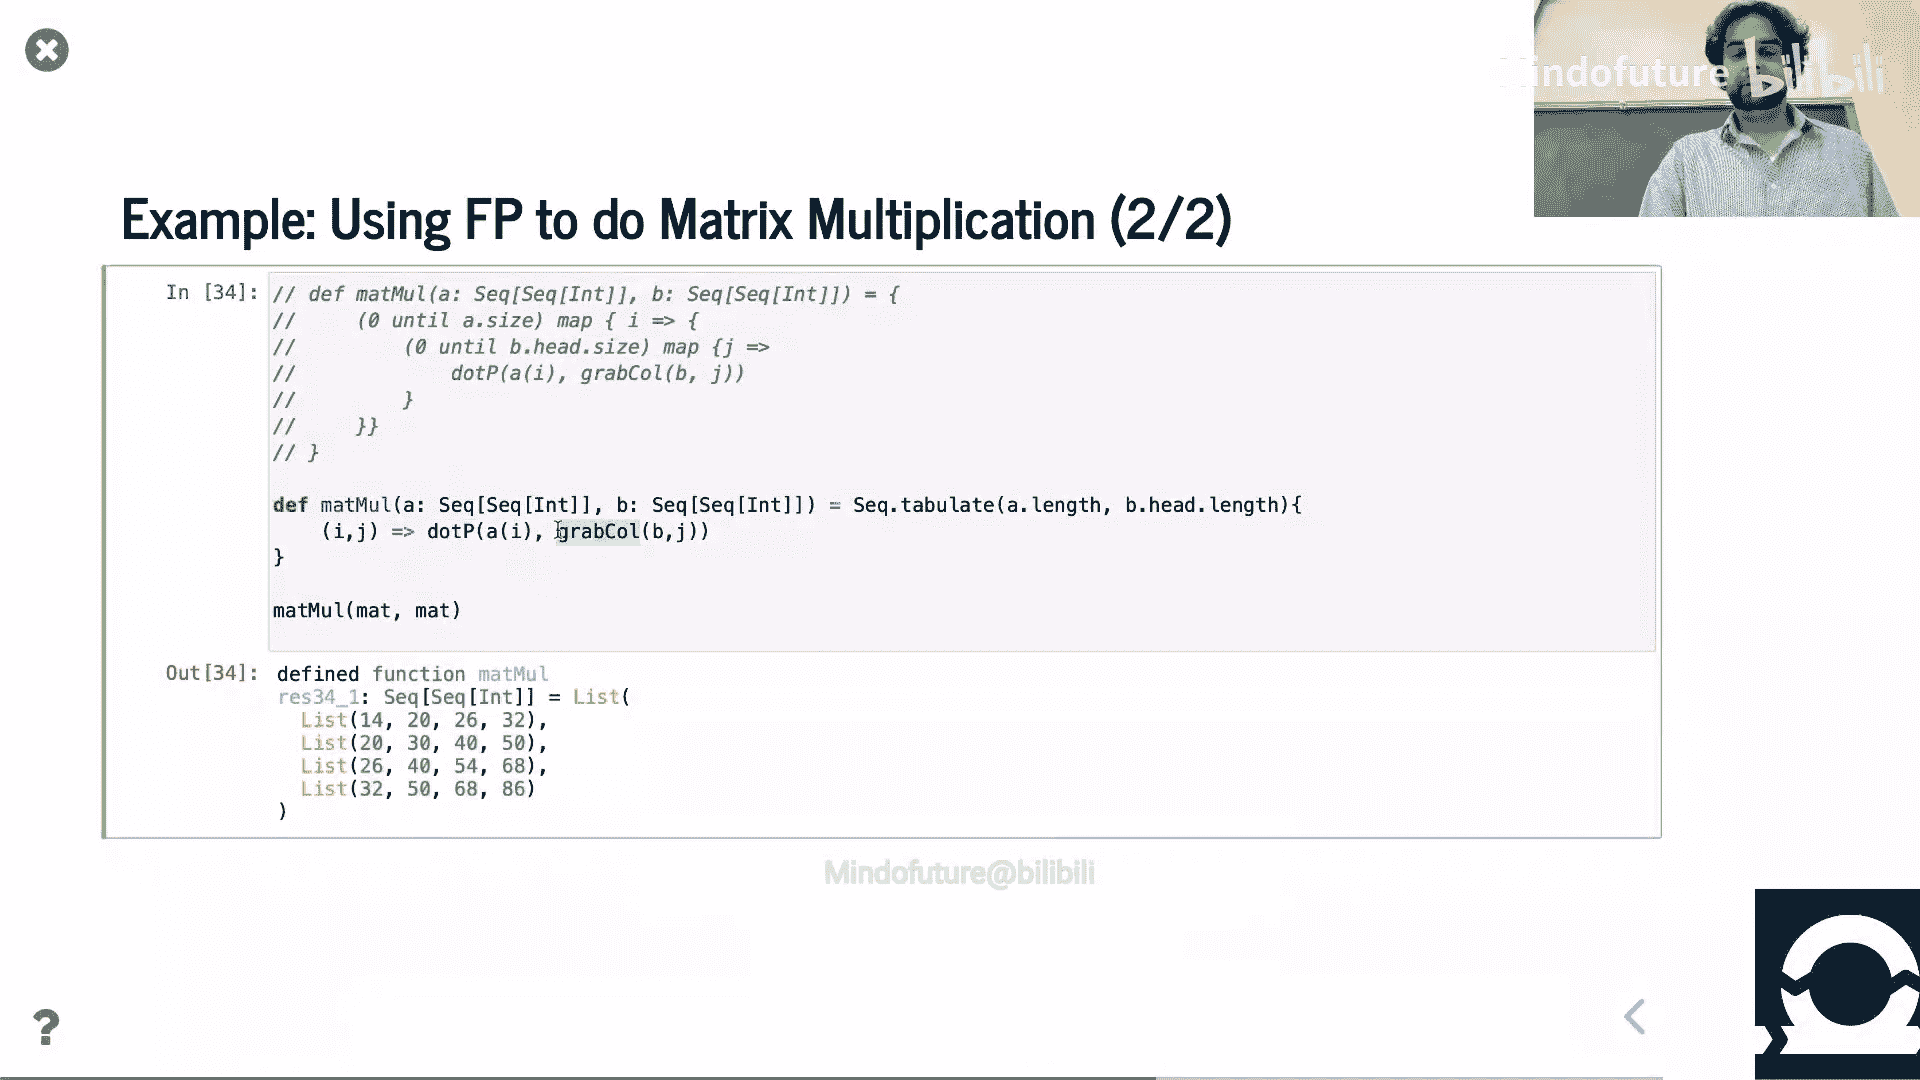 indofuture bilibili
Example: Using FP to do Matrix Multiplication (2/2)
In [34]:
// def matMul(a: Seq[Seq[Int]], b: Seq[Seq[Int]]) = {
//     (0 until a.size) map { i => {
//         (0 until b.head.size) map {j =>
//             dotP(a(i), grabCol(b, j))
//         }
//     }}
// }
def matMul(a: Seq[Seq[Int]], b: Seq[Seq[Int]]) = Seq.tabulate(a.length, b.head.length){
    (i,j) => dotP(a(i), grabCol(b,j))
}
matMul(mat, mat)
Out[34]:
defined function matMul
res34_1: Seq[Seq[Int]] = List(
  List(14, 20, 26, 32),
  List(20, 30, 40, 50),
  List(26, 40, 54, 68),
  List(32, 50, 68, 86)
)
Mindofuture@bilibili
?